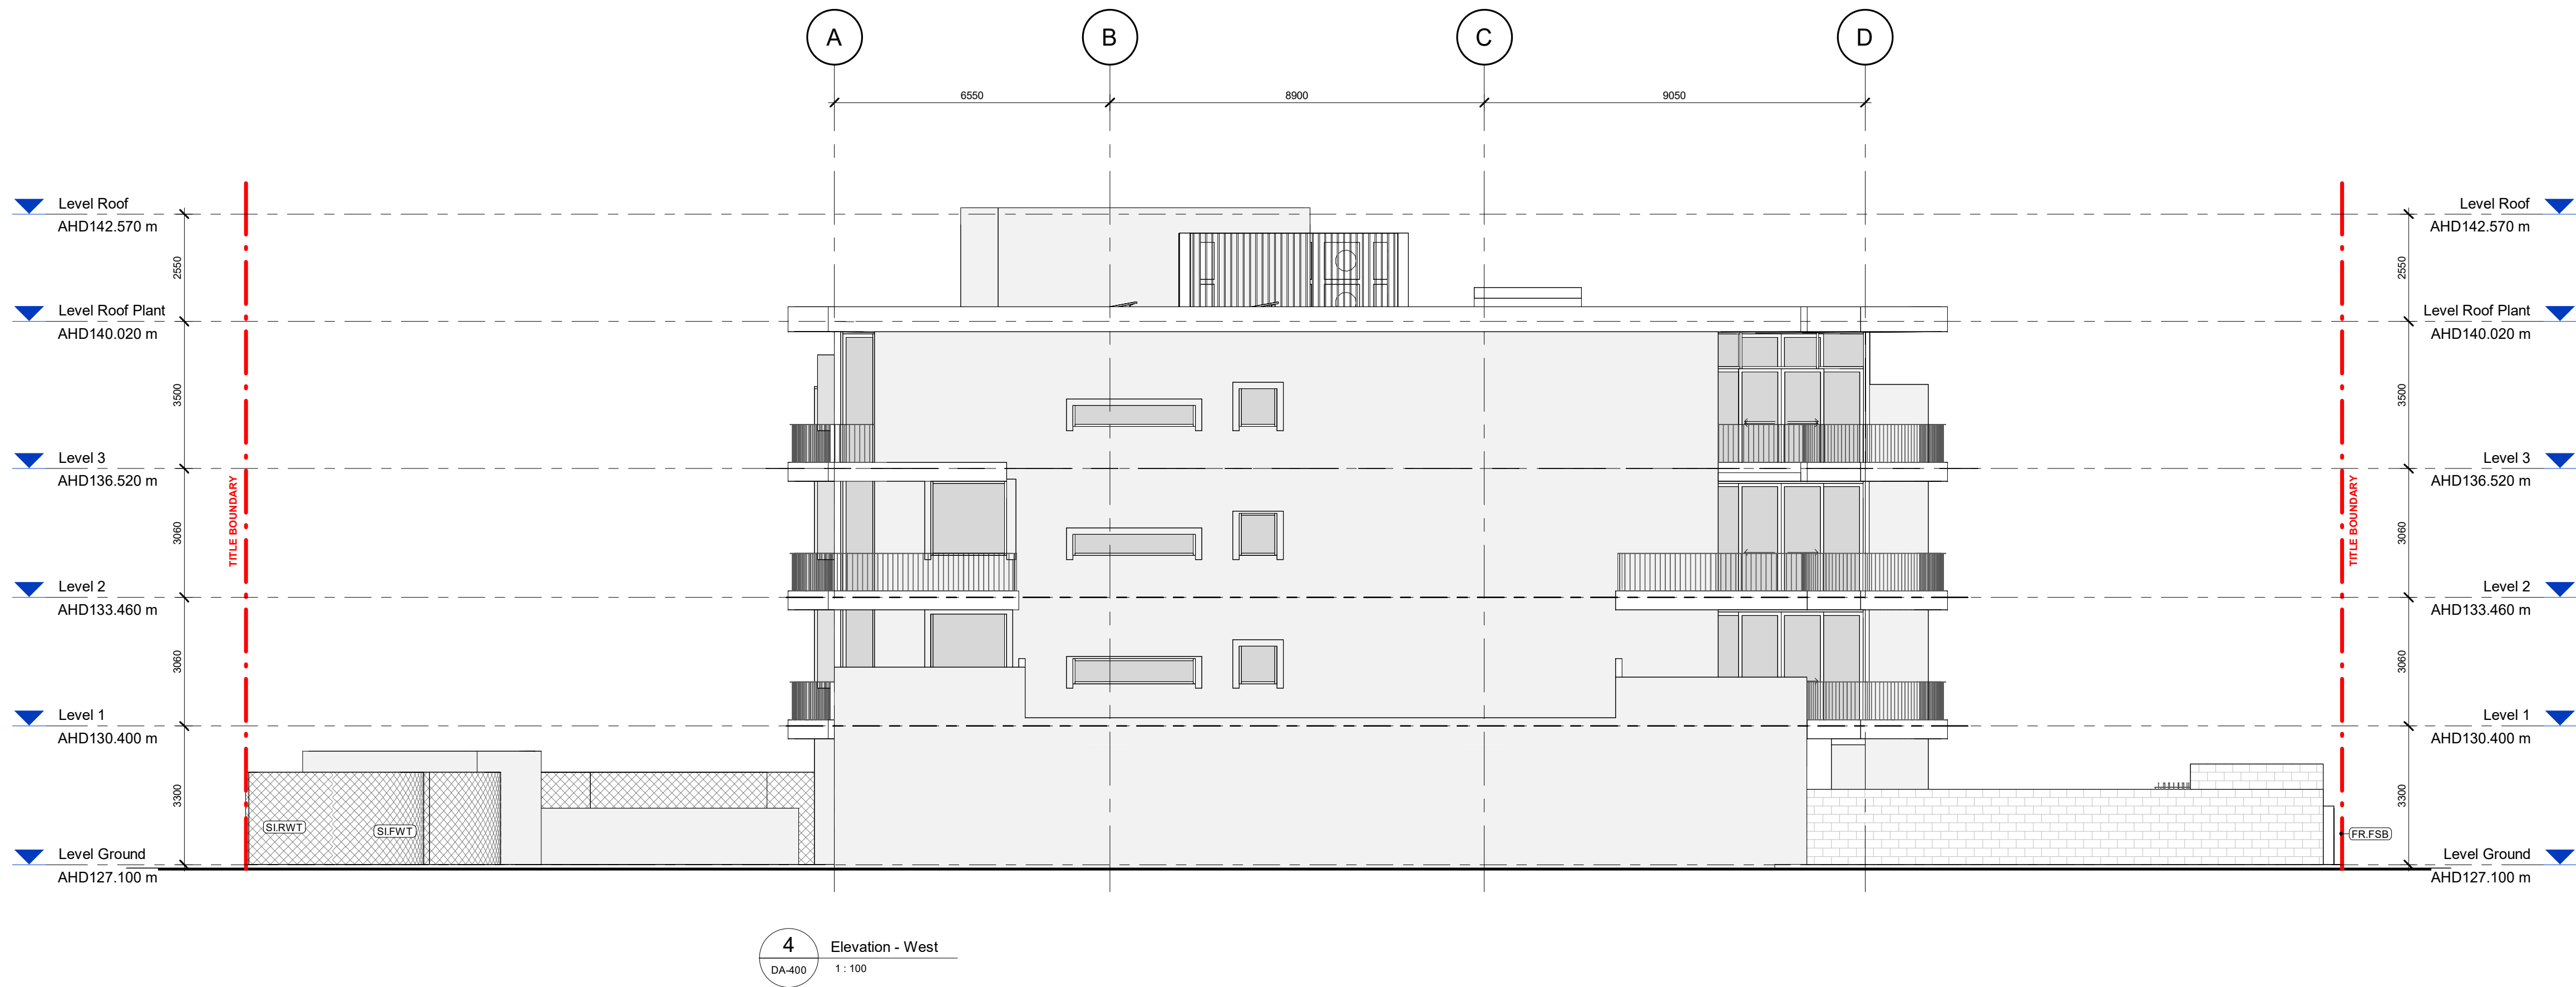 A
B
C
D
6550
8900
9050
Level Roof
AHD142.570 m
Level Roof
AHD142.570 m
2550
2550
Level Roof Plant
AHD140.020 m
Level Roof Plant
AHD140.020 m
3500
3500
Level 3
AHD136.520 m
Level 3
AHD136.520 m
TITLE BOUNDARY
TITLE BOUNDARY
3060
3060
Level 2
AHD133.460 m
Level 2
AHD133.460 m
3060
3060
Level 1
AHD130.400 m
Level 1
AHD130.400 m
3300
3300
SI.RWT
SI.FWT
FR.FSB
Level Ground
AHD127.100 m
Level Ground
AHD127.100 m
4
DA-400
Elevation - West
1 : 100